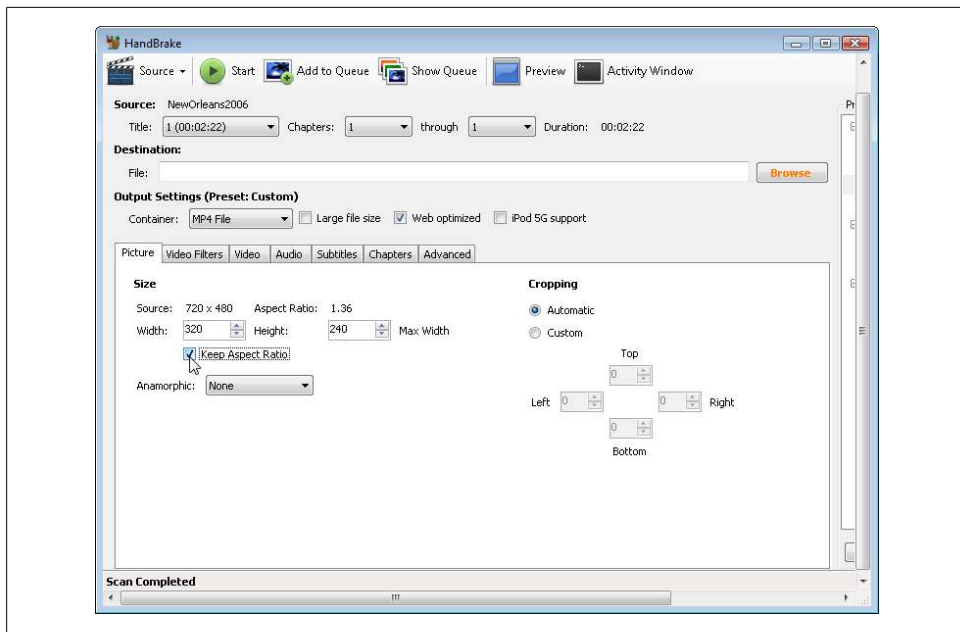 HandBrake
Source Start Add to Queue Show Queue Preview Activity Window
Source: NewOrleans2006
Title: 1 (00:02:22) Chapters: 1 through 1 Duration: 00:02:22
Destination:
File: Browse
Output Settings (Preset: Custom)
Container: MP4 File Large file size Web optimized iPod 5G support
Picture Video Filters Video Audio Subtitles Chapters Advanced
Size
Source: 720 x 480 Aspect Ratio: 1.36
Width: 320 Height: 240 Max Width
Keep Aspect Ratio
Anamorphic: None
Cropping
Automatic
Custom
Top
0
Left 0 0 Right
0
Bottom
Scan Completed